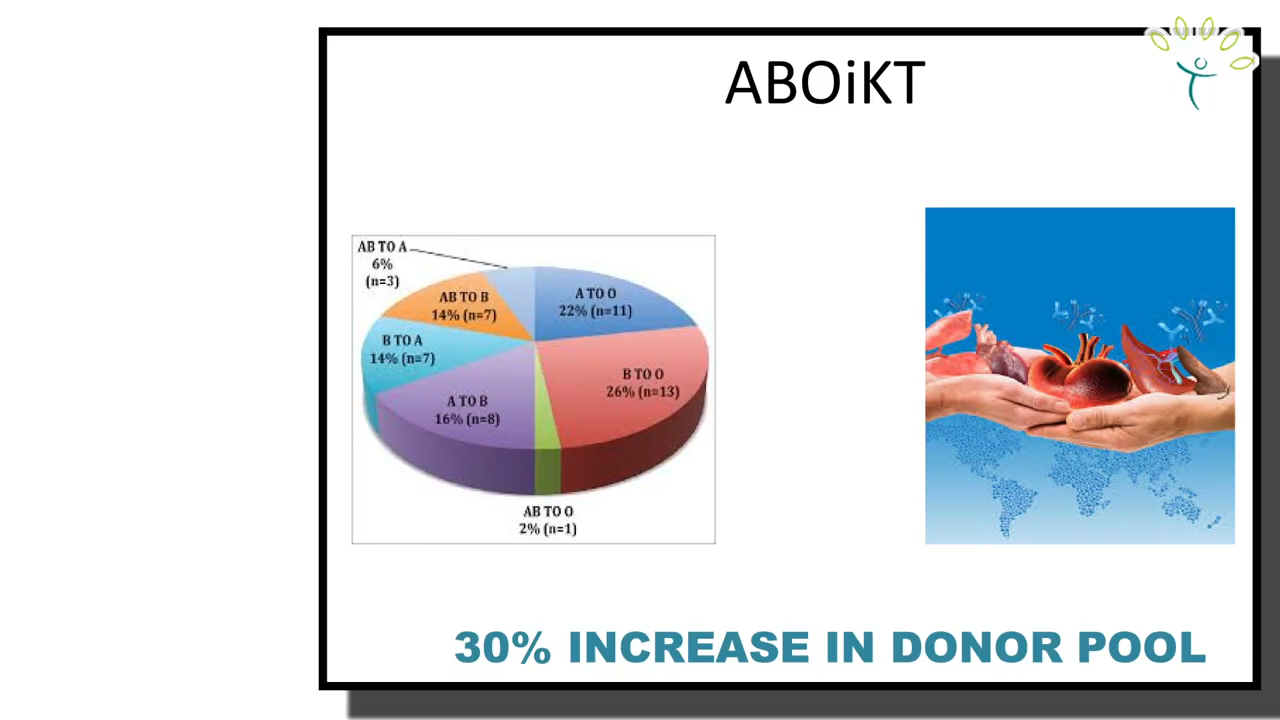 ABOiKT
AB TO A
6%
(n=3)
AB TO B
14% (n=7)
A TO O
22% (n=11)
B TO A
14% (n=7)
B TO O
26% (n=13)
A TO B
16% (n=8)
AB TO O
2% (n=1)
30% INCREASE IN DONOR POOL